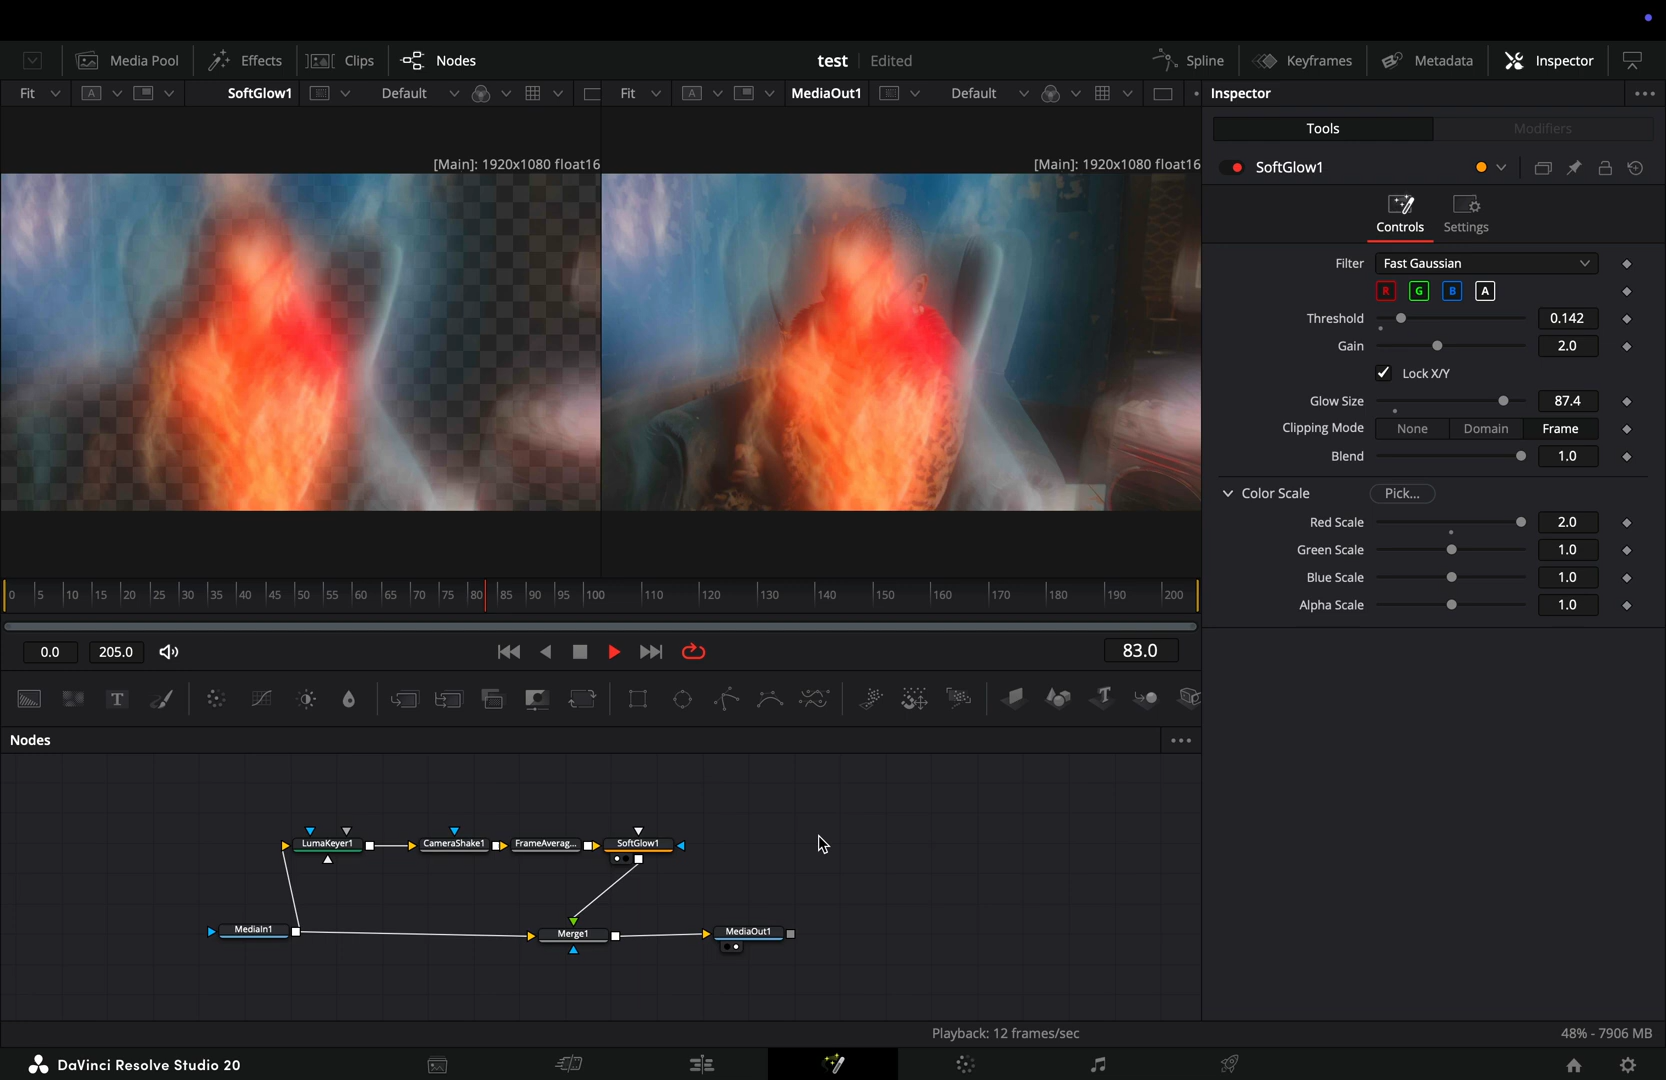 Media Pool Effects Clips Nodes test Edited Spline Keyframes Metadata Inspector
Fit A SoftGlow1 Default Fit A MediaOut1 Default Inspector
Tools Modifiers
[Main]: 1920x1080 float16 [Main]: 1920x1080 float16
SoftGlow1
Controls Settings
Filter Fast Gaussian
R G B A
Threshold 0.142
Gain 2.0
Lock X/Y
Glow Size 87.4
Clipping Mode None Domain Frame
Blend 1.0
Color Scale Pick...
Red Scale 2.0
Green Scale 1.0
Blue Scale 1.0
Alpha Scale 1.0
0 5 10 15 20 25 30 35 40 45 50 55 60 65 70 75 80 85 90 95 100 110 120 130 140 150 160 170 180 190 200
0.0 205.0 83.0
T T
Nodes
LumaKeyer1 CameraShake1 FrameAverag... SoftGlow1
MediaIn1 Merge1 MediaOut1
Playback: 12 frames/sec 48% - 7906 MB
DaVinci Resolve Studio 20